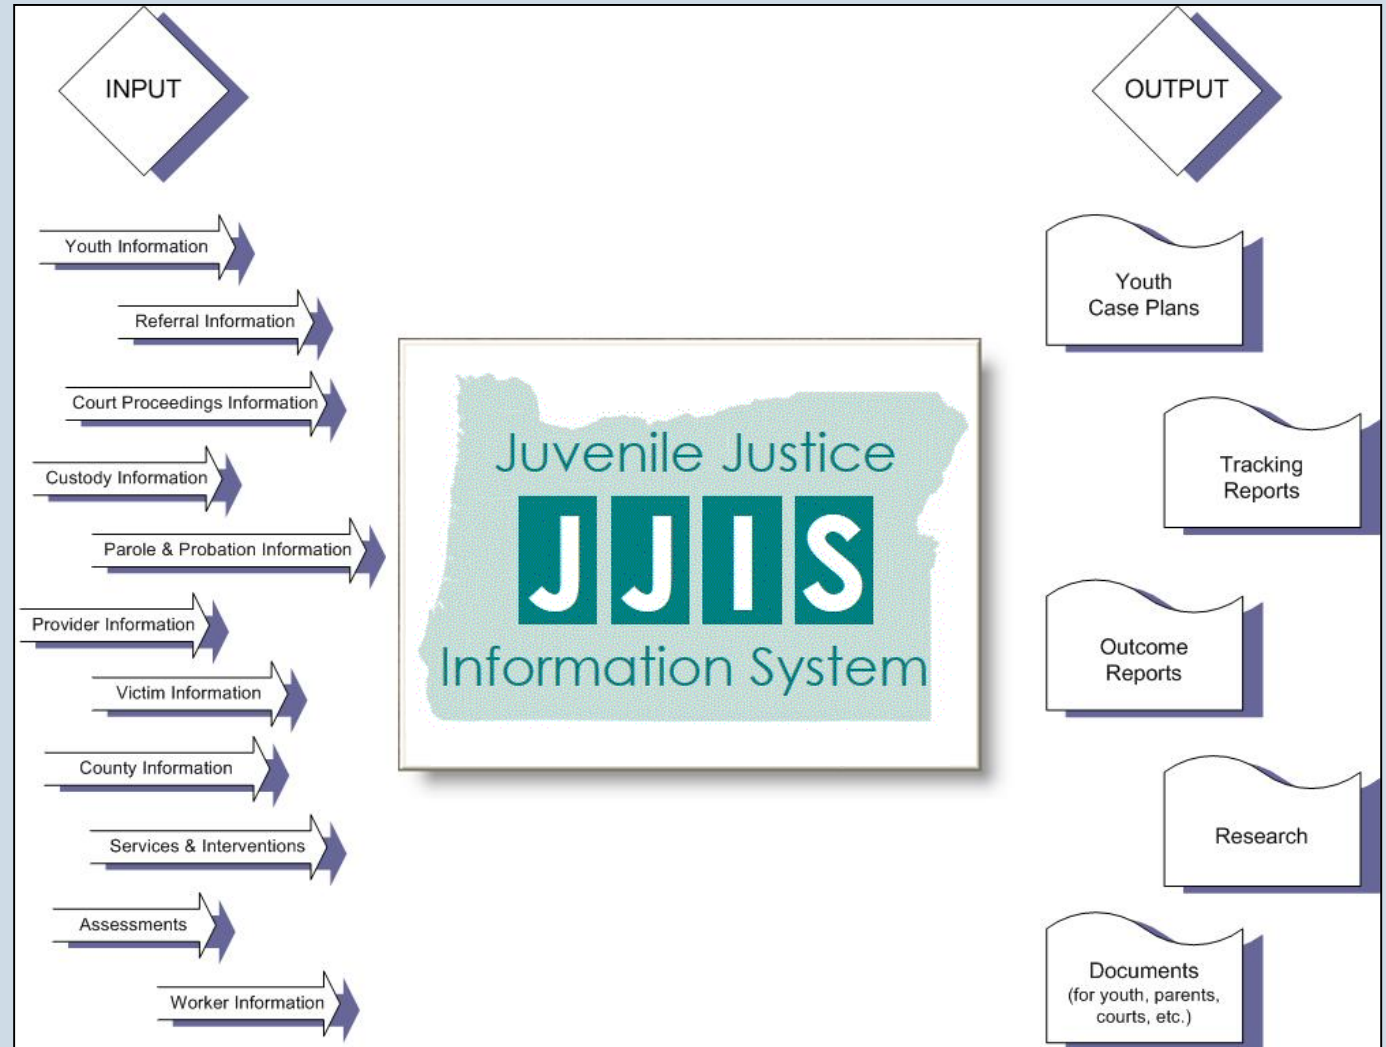 INPUT
Youth Information
Referral Information
Court Proceedings Information
Custody Information
Parole & Probation Information
Provider Information
Victim Information
County Information
Services & Interventions
Assessments
Worker Information
Juvenile Justice
JJIS
Information System
OUTPUT
Youth
Case Plans
Tracking
Reports
Outcome
Reports
Research
Documents
(for youth, parents,
courts, etc.)